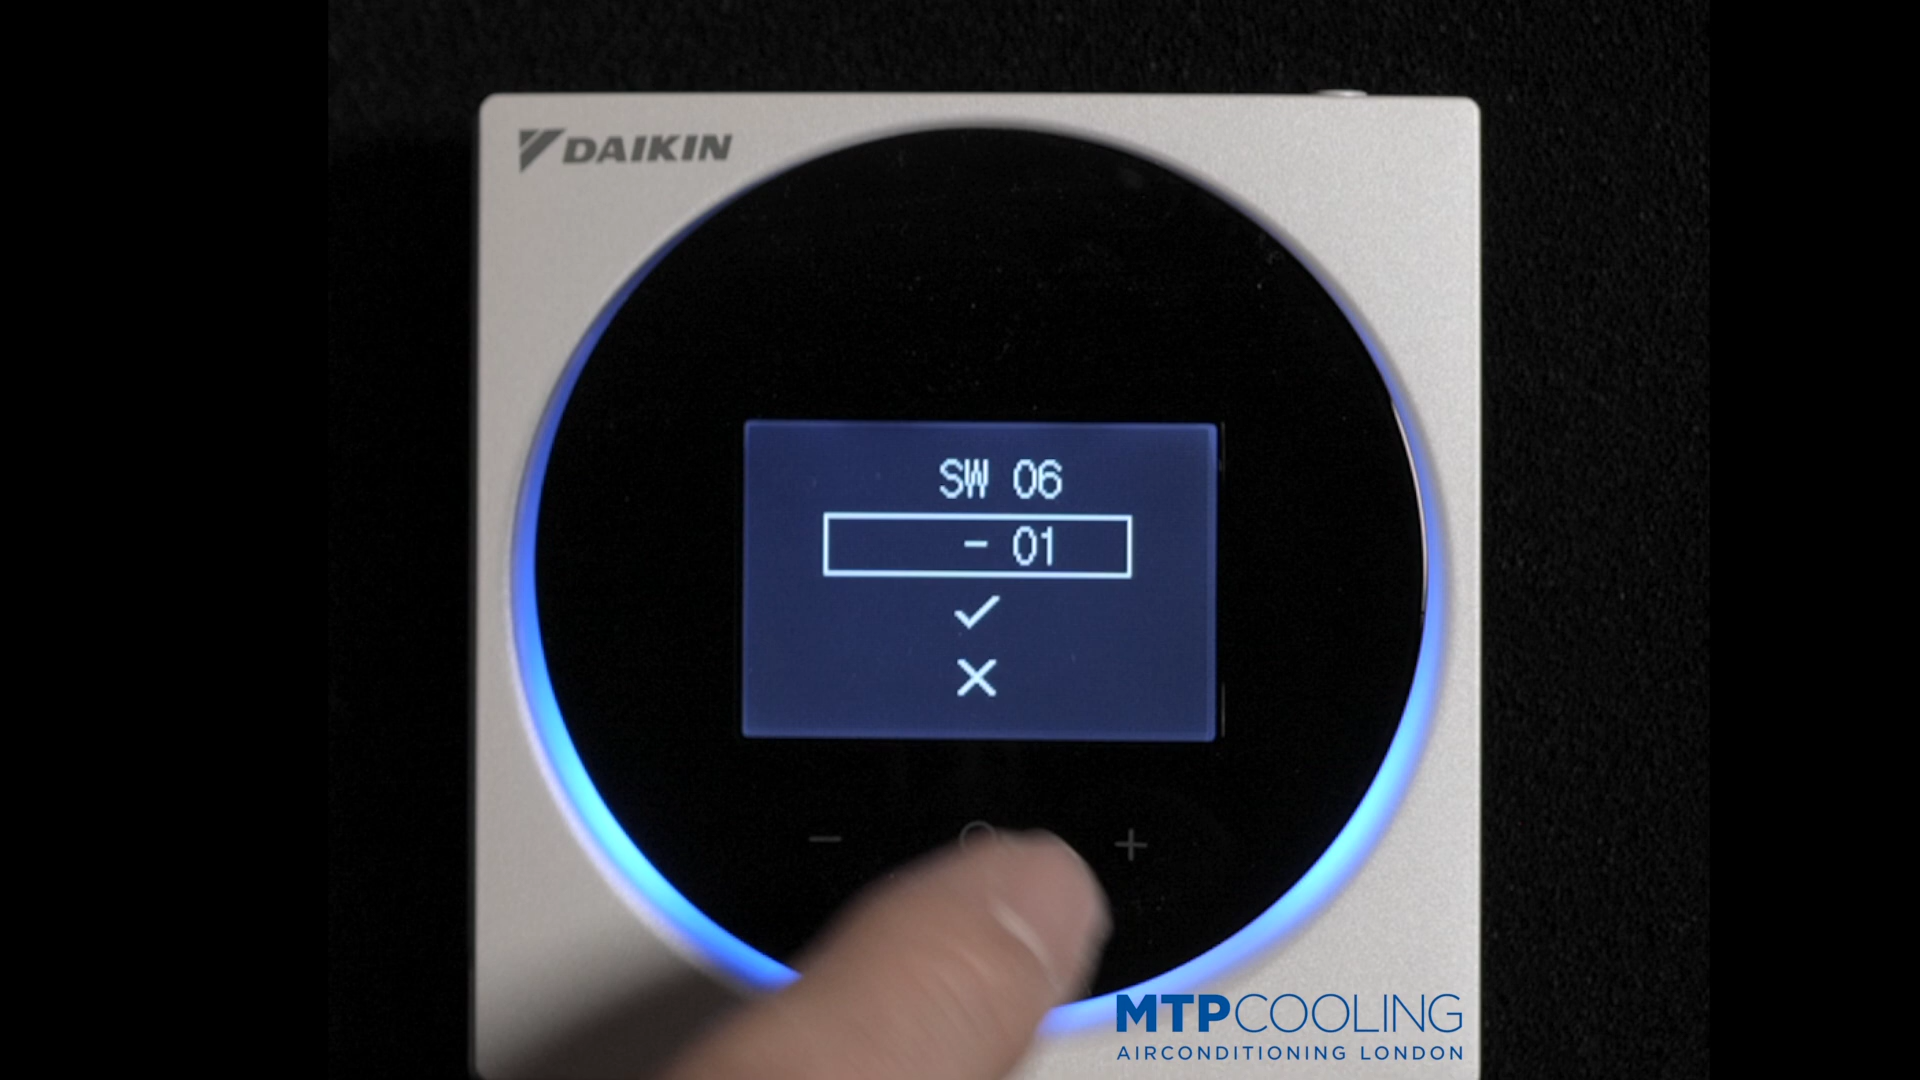 DAIKIN
SW 06
- 01
MTPCOOLING
AIRCONDITIONING LONDON